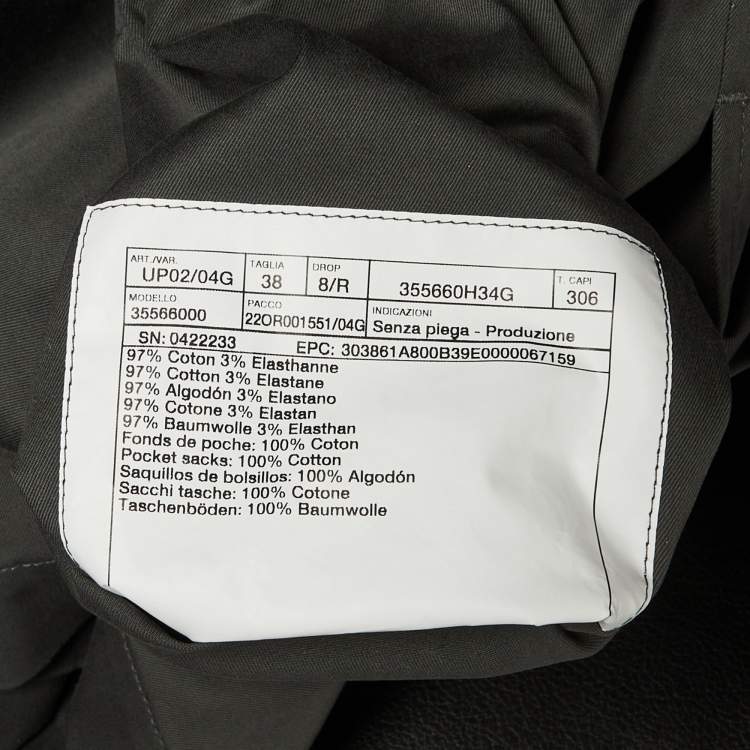 ART./VAR. TAGLIA DROP T. CAPI
UP02/04G 38 8/R 355660H34G 306
MODELLO PACCO INDICAZIONI
35566000 22OR001551/04G Senza piega - Produzione
SN: 0422233 EPC: 303861A800B39E0000067159
97% Coton 3% Elasthanne
97% Cotton 3% Elastane
97% Algodón 3% Elastano
97% Cotone 3% Elastan
97% Baumwolle 3% Elasthan
Fonds de poche: 100% Coton
Pocket sacks: 100% Cotton
Saquillos de bolsillos: 100% Algodón
Sacchi tasche: 100% Cotone
Taschenböden: 100% Baumwolle